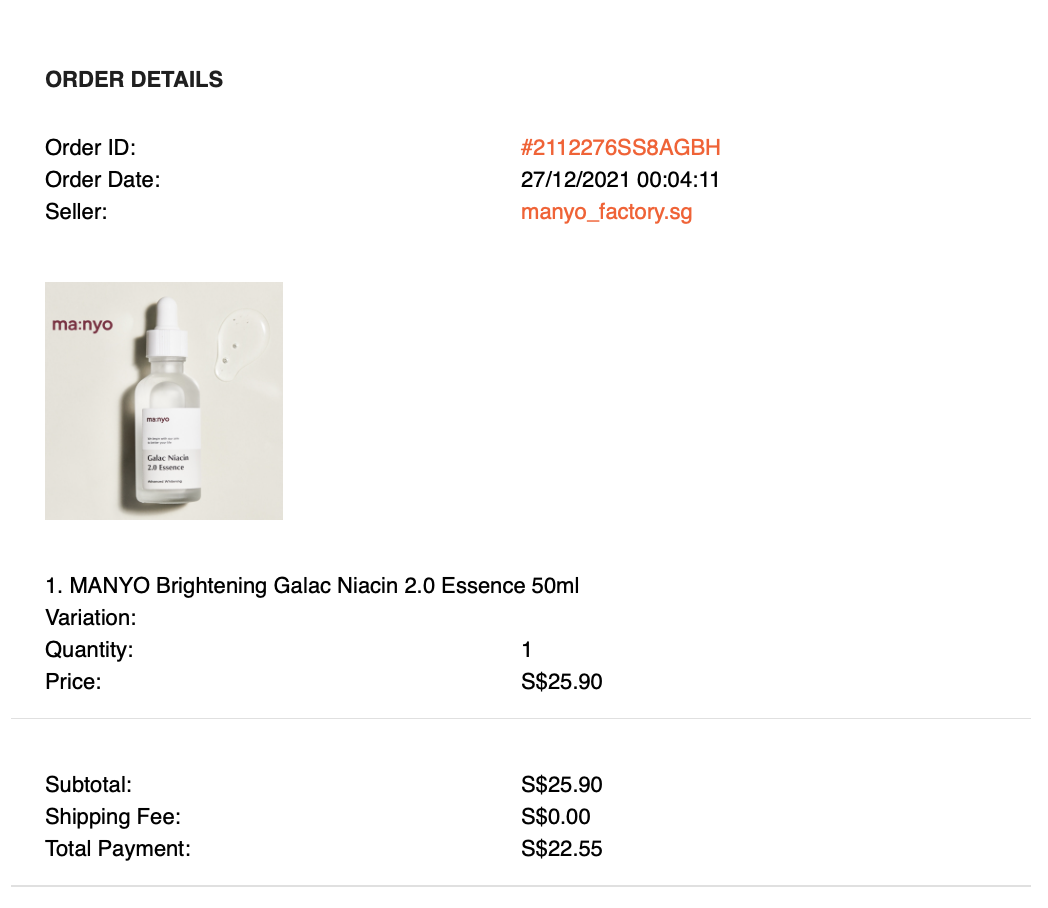 ORDER DETAILS
Order ID: #2112276SS8AGBH
Order Date: 27/12/2021 00:04:11
Seller: manyo_factory.sg
ma:nyo
ma:nyo
Galac Niacin
2.0 Essence
Advanced Whitening
1. MANYO Brightening Galac Niacin 2.0 Essence 50ml
Variation:
Quantity: 1
Price: S$25.90
Subtotal: S$25.90
Shipping Fee: S$0.00
Total Payment: S$22.55